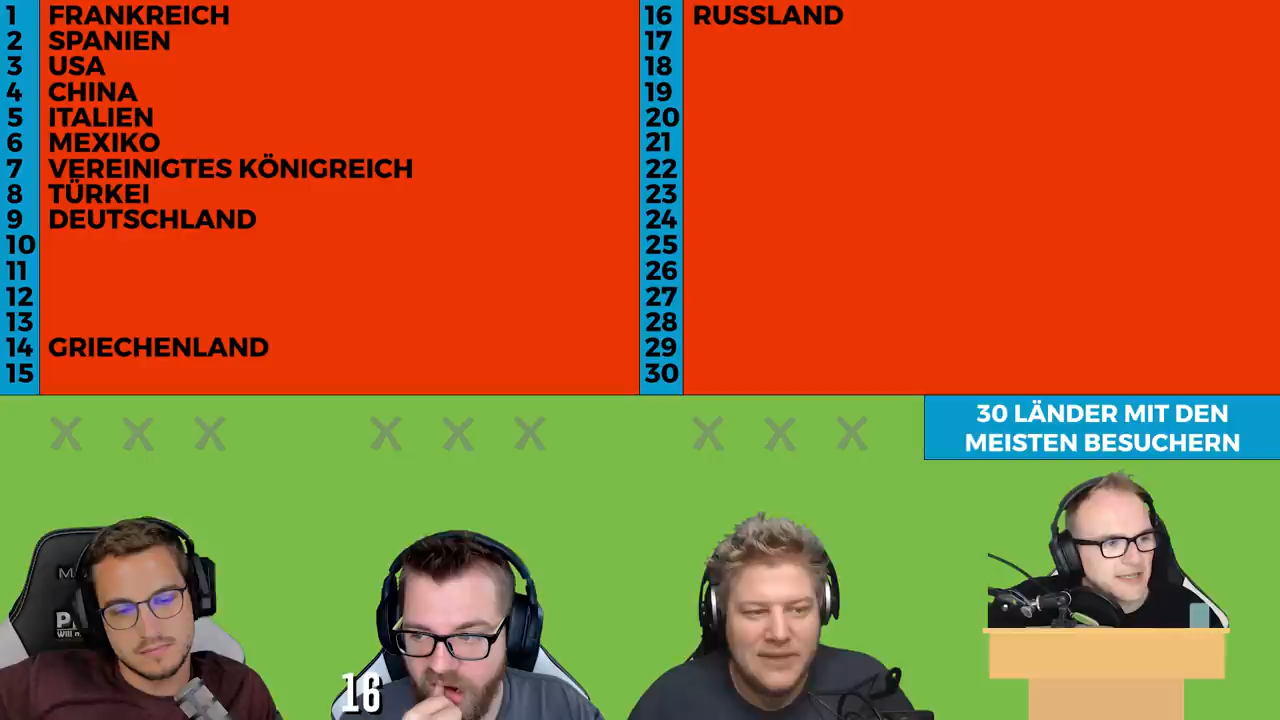 1 FRANKREICH
2 SPANIEN
3 USA
4 CHINA
5 ITALIEN
6 MEXIKO
7 VEREINIGTES KÖNIGREICH
8 TÜRKEI
9 DEUTSCHLAND
10
11
12
13
14 GRIECHENLAND
15
16 RUSSLAND
17
18
19
20
21
22
23
24
25
26
27
28
29
30
30 LÄNDER MIT DEN
MEISTEN BESUCHERN
16